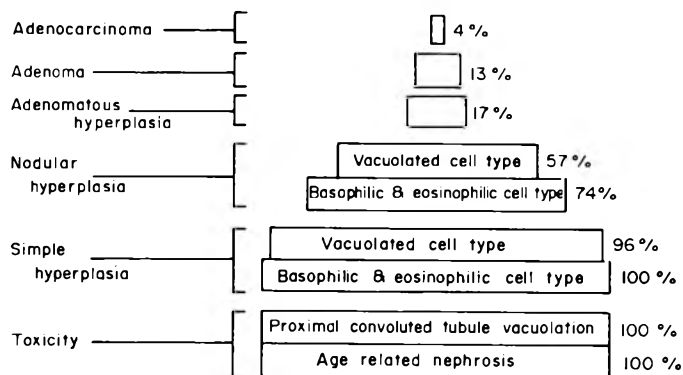 Adenocarcinoma 4%
Adenoma 13%
Adenomatous
hyperplasia 17%
Nodular
hyperplasia
Vacuolated cell type 57%
Basophilic & eosinophilic cell type 74%
Simple
hyperplasia
Vacuolated cell type 96%
Basophilic & eosinophilic cell type 100%
Toxicity
Proximal convoluted tubule vacuolation 100%
Age related nephrosis 100%